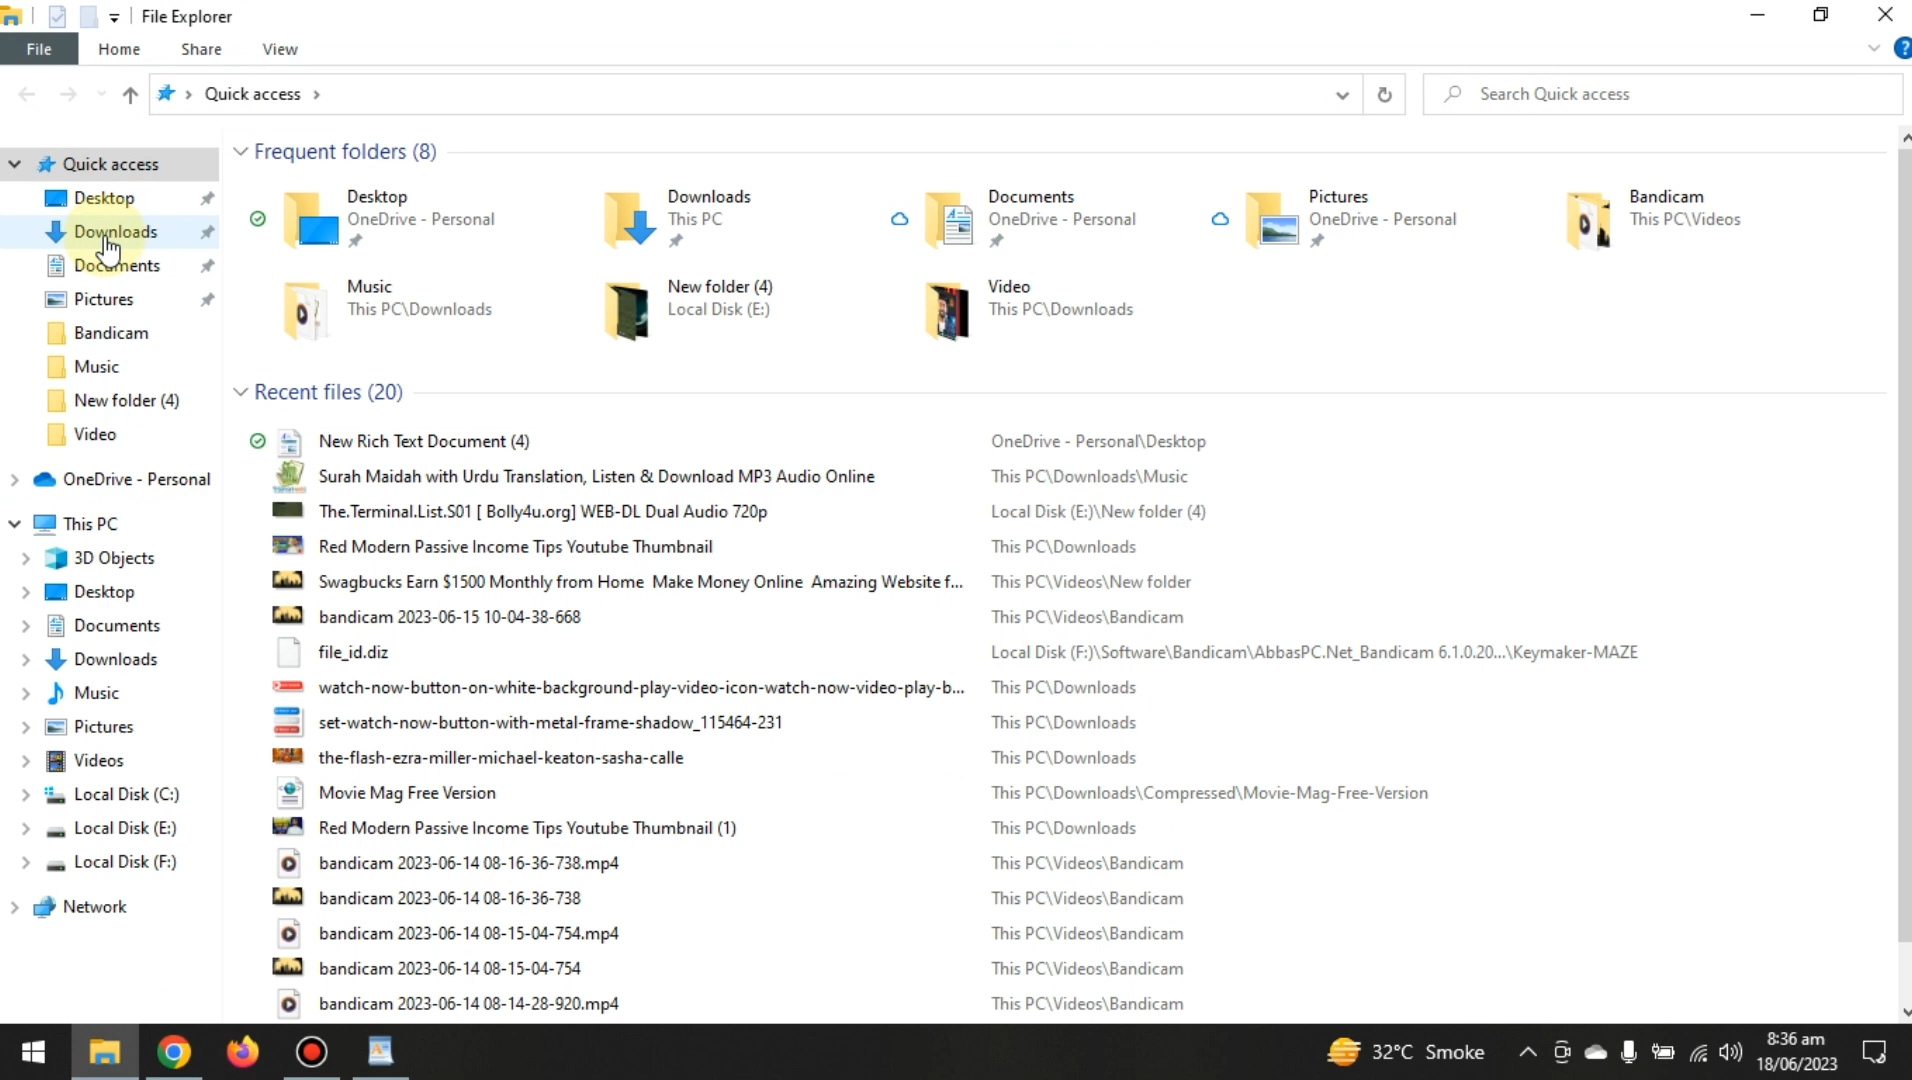 File Explorer
File Home Share View
Quick access
Search Quick access
Quick access
Desktop
Downloads
Documents
Pictures
Bandicam
Music
New folder (4)
Video
OneDrive - Personal
This PC
3D Objects
Desktop
Documents
Downloads
Music
Pictures
Videos
Local Disk (C:)
Local Disk (E:)
Local Disk (F:)
Network
Frequent folders (8)
Desktop
OneDrive - Personal
Downloads
This PC
Documents
OneDrive - Personal
Pictures
OneDrive - Personal
Bandicam
This PC\Videos
Music
This PC\Downloads
New folder (4)
Local Disk (E:)
Video
This PC\Downloads
Recent files (20)
New Rich Text Document (4) OneDrive - Personal\Desktop
Surah Maidah with Urdu Translation, Listen & Download MP3 Audio Online This PC\Downloads\Music
The.Terminal.List.S01 [ Bolly4u.org] WEB-DL Dual Audio 720p Local Disk (E:)\New folder (4)
Red Modern Passive Income Tips Youtube Thumbnail This PC\Downloads
Swagbucks Earn $1500 Monthly from Home Make Money Online Amazing Website f... This PC\Videos\New folder
bandicam 2023-06-15 10-04-38-668 This PC\Videos\Bandicam
file_id.diz Local Disk (F:)\Software\Bandicam\AbbasPC.Net_Bandicam 6.1.0.20...\Keymaker-MAZE
watch-now-button-on-white-background-play-video-icon-watch-now-video-play-b... This PC\Downloads
set-watch-now-button-with-metal-frame-shadow_115464-231 This PC\Downloads
the-flash-ezra-miller-michael-keaton-sasha-calle This PC\Downloads
Movie Mag Free Version This PC\Downloads\Compressed\Movie-Mag-Free-Version
Red Modern Passive Income Tips Youtube Thumbnail (1) This PC\Downloads
bandicam 2023-06-14 08-16-36-738.mp4 This PC\Videos\Bandicam
bandicam 2023-06-14 08-16-36-738 This PC\Videos\Bandicam
bandicam 2023-06-14 08-15-04-754.mp4 This PC\Videos\Bandicam
bandicam 2023-06-14 08-15-04-754 This PC\Videos\Bandicam
bandicam 2023-06-14 08-14-28-920.mp4 This PC\Videos\Bandicam
32°C Smoke
8:36 am
18/06/2023